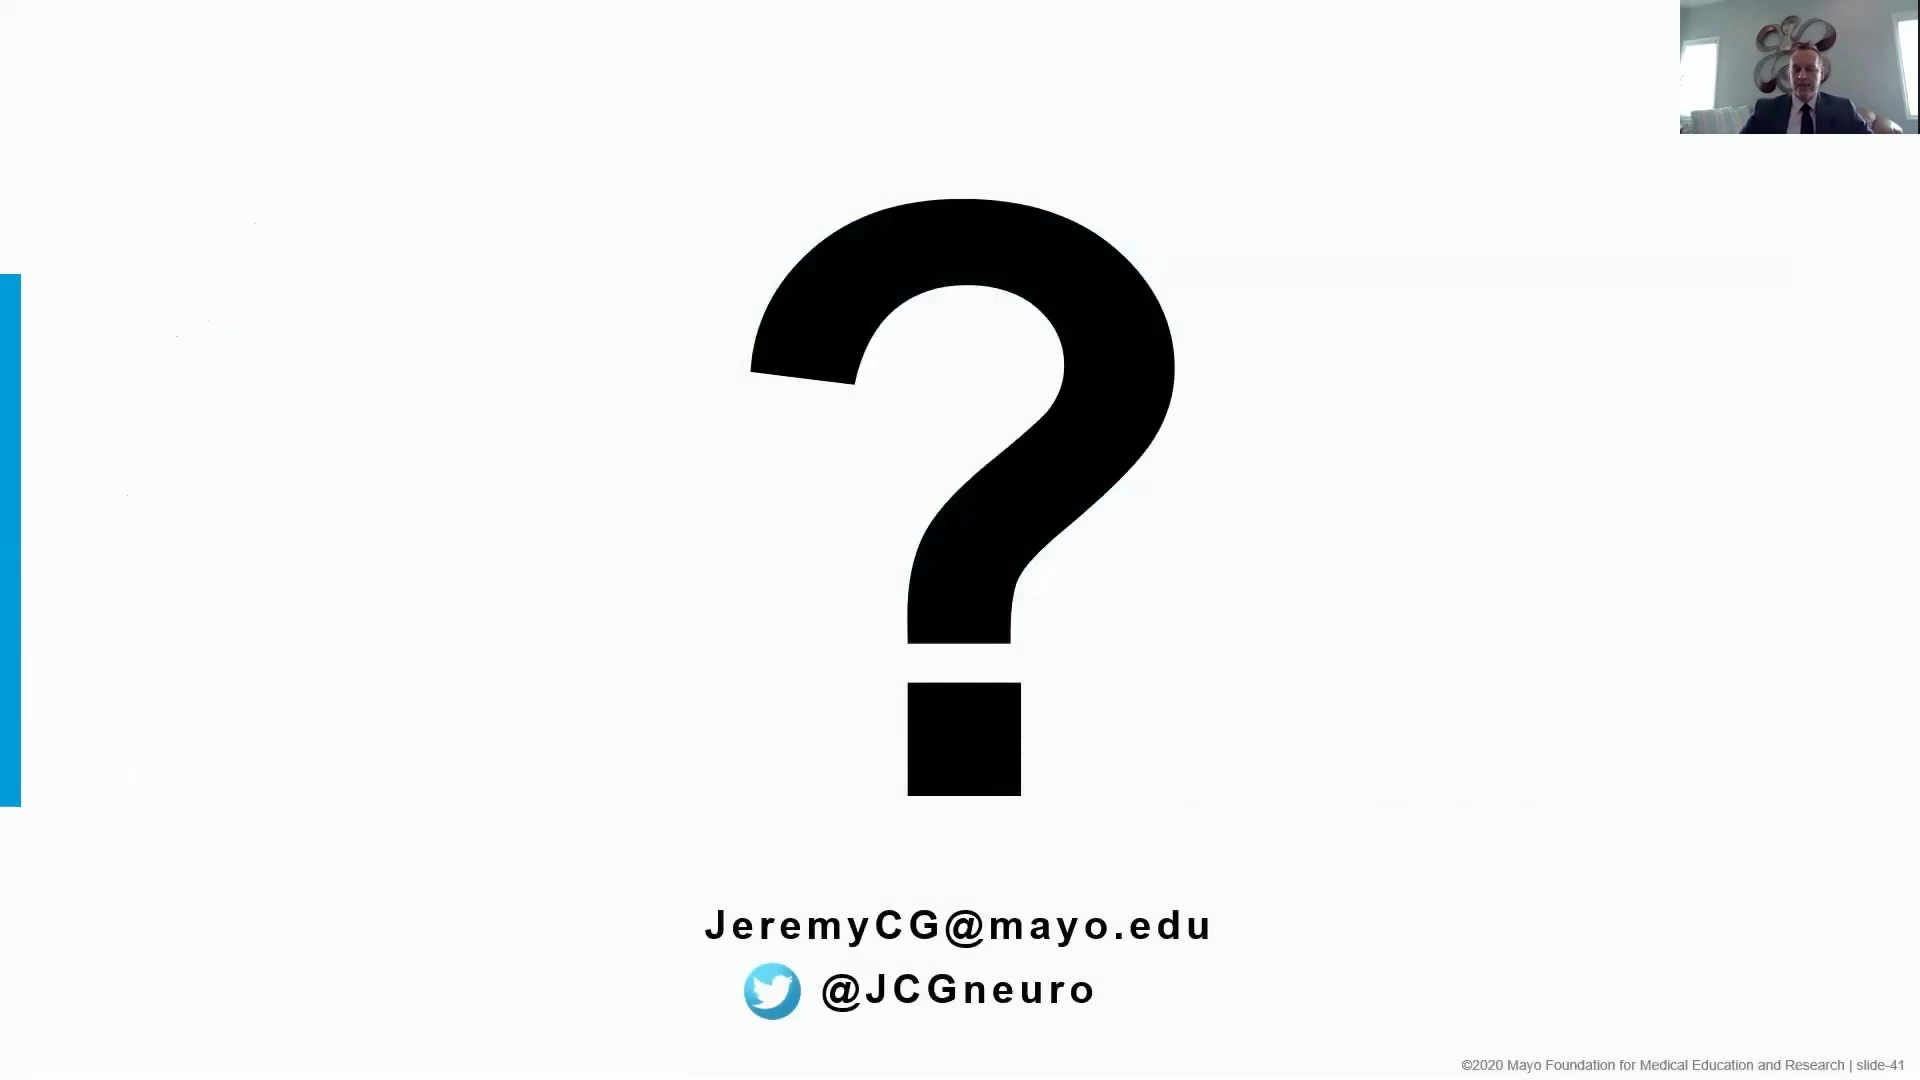 ?
JeremyCG@mayo.edu
@JCGneuro
©2020 Mayo Foundation for Medical Education and Research | slide-41